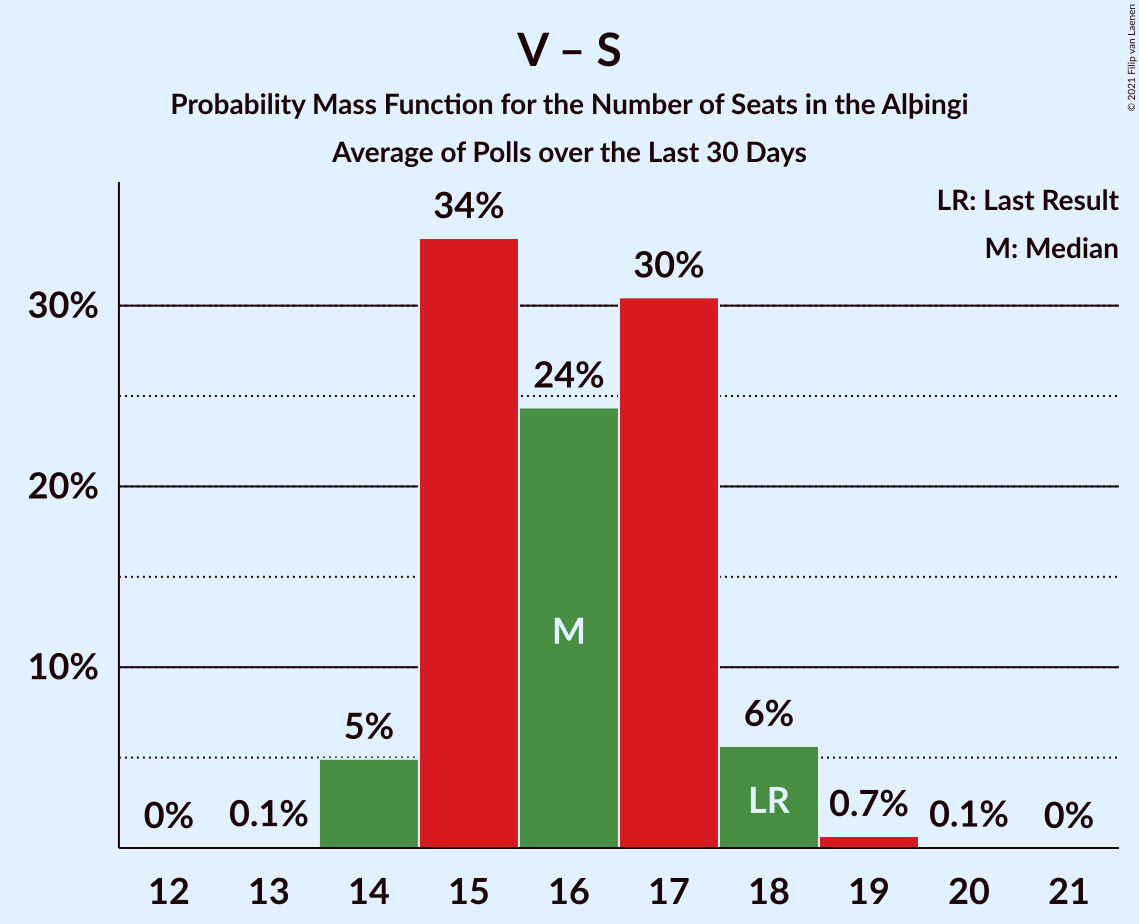 V – S
Probability Mass Function for the Number of Seats in the Alþingi
Average of Polls over the Last 30 Days
© 2021 Filip van Laenen
LR: Last Result
M: Median
34%
30%
24%
5%
6%
0%
0.1%
0.7%
0.1%
0%
M
LR
30%
20%
10%
12 13 14 15 16 17 18 19 20 21